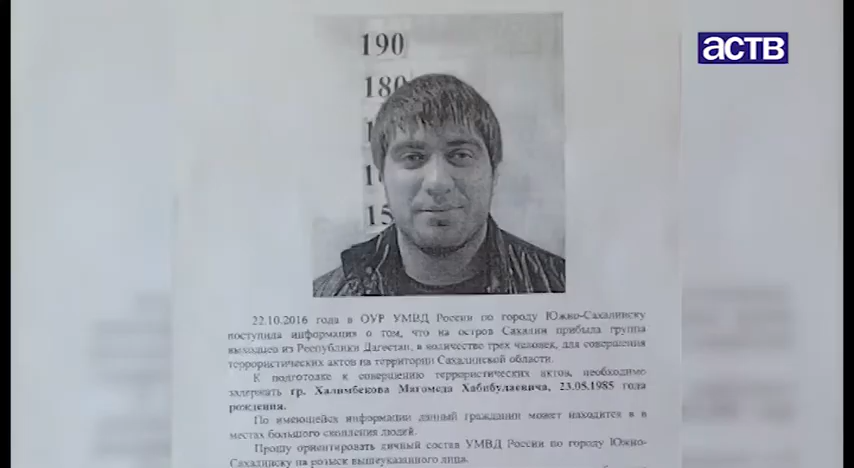 аств
190
180
1
1
15
22.10.2016 года в ОУР УМВД России по городу Южно-Сахалинску
поступила информация о том, что на остров Сахалин прибыла группа
выходцев из Республики Дагестан, в количестве трех человек, для совершения
террористических актов на территории Сахалинской области.
К подготовке к совершению террористических актов, необходимо
задержать гр. Халимбекова Магомеда Хабибулаевича, 23.05.1985 года
рождения.
По имеющейся информации данный гражданин может находится в в
местах большого скопления людей.
Прошу ориентировать личный состав УМВД России по городу Южно-
Сахалинску на розыск вышеуказанного лица.